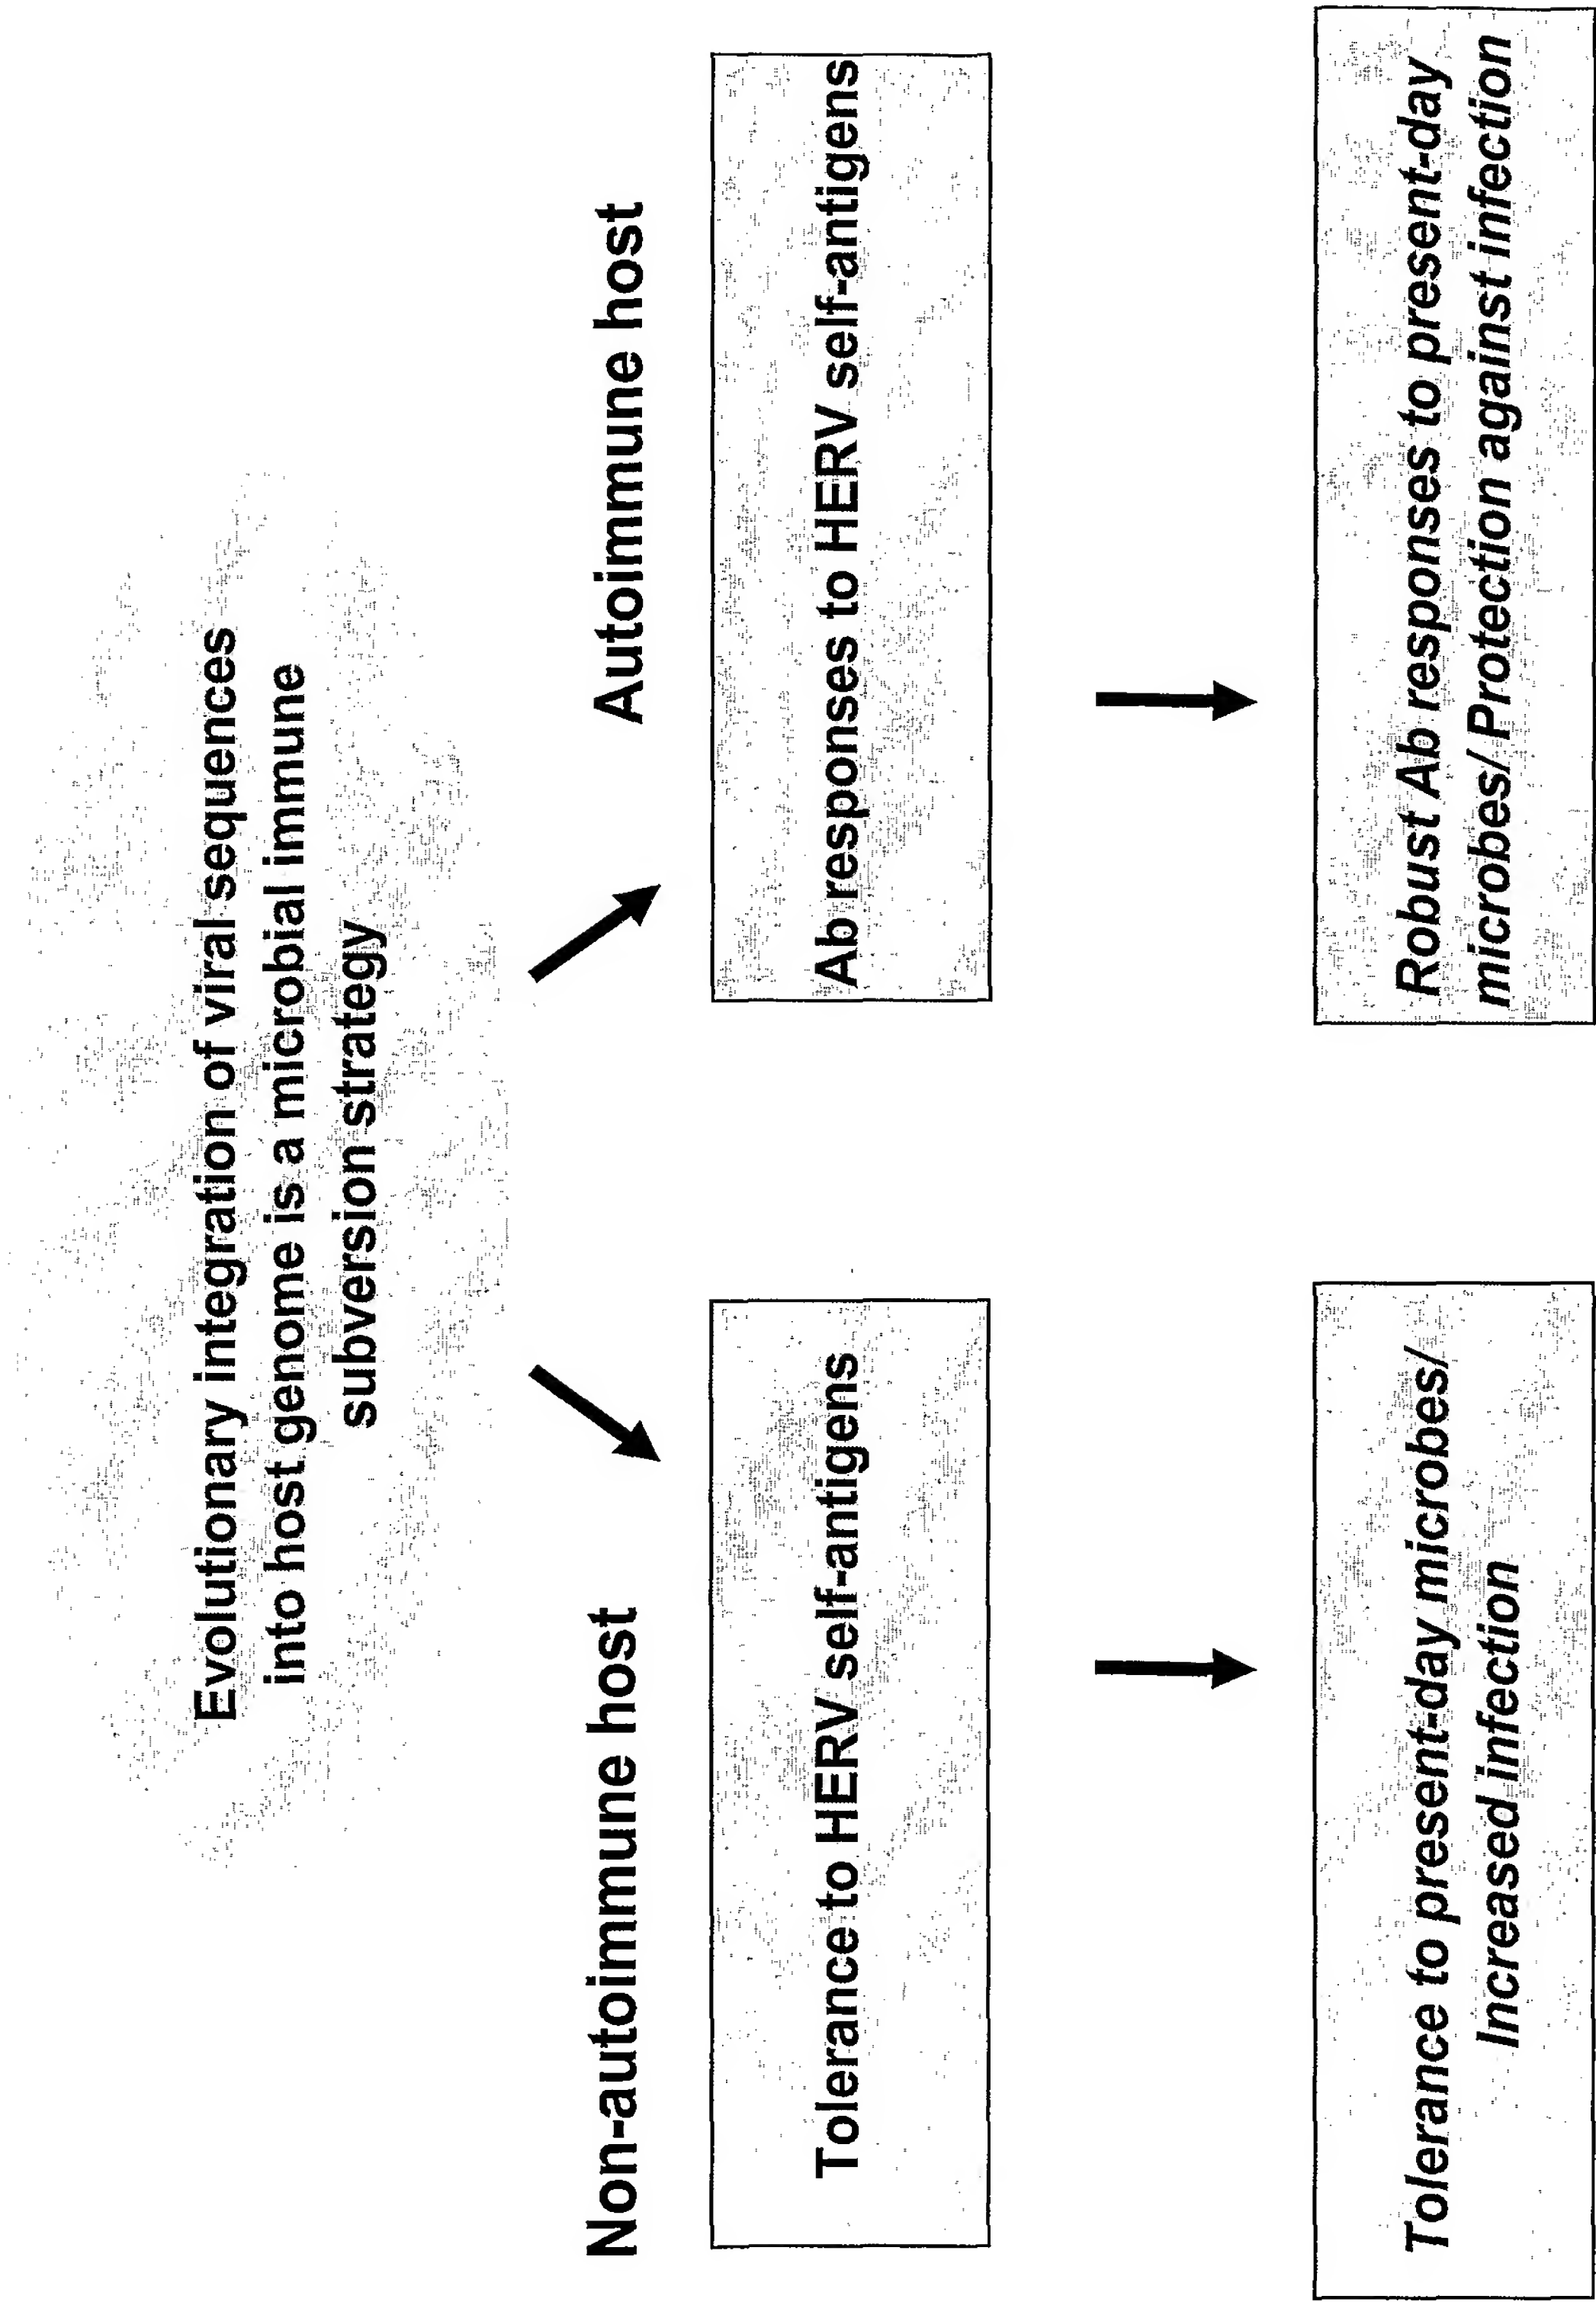 Evolutionary integration of viral sequences
into host genome is a microbial immune
subversion strategy
Non-autoimmune host
Autoimmune host
Tolerance to HERV self-antigens
Ab responses to HERV self-antigens
Tolerance to present-day microbes/
Increased infection
Robust Ab responses to present-day
microbes/ Protection against infection